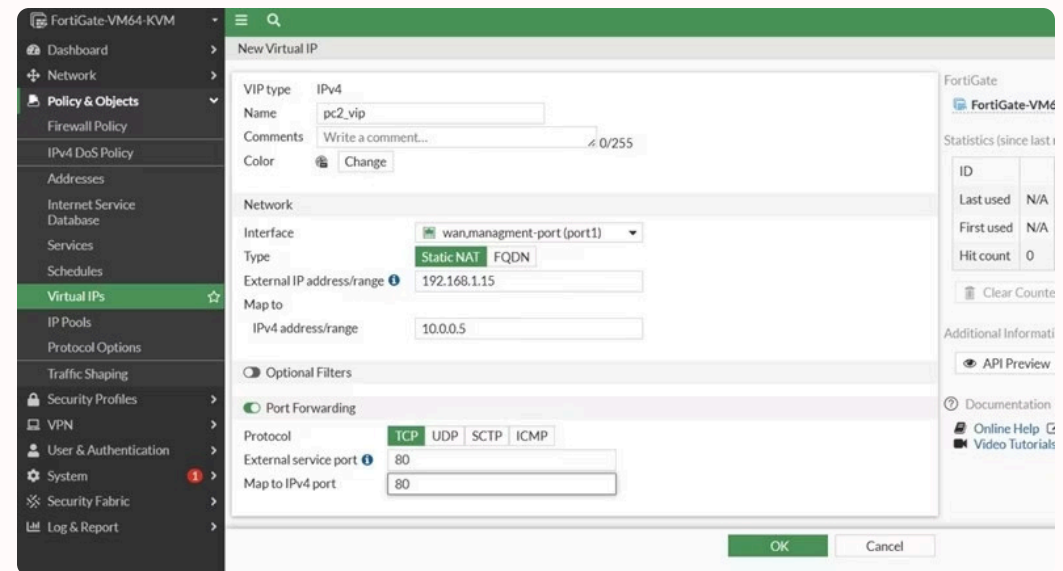 FortiGate-VM64-KVM
Dashboard
Network
Policy & Objects
Firewall Policy
IPv4 DoS Policy
Addresses
Internet Service
Database
Services
Schedules
Virtual IPs
IP Pools
Protocol Options
Traffic Shaping
Security Profiles
VPN
User & Authentication
System 1
Security Fabric
Log & Report
New Virtual IP
VIP type IPv4
Name pc2_vip
Comments Write a comment... 0/255
Color Change
Network
Interface wan,managment-port (port1)
Type Static NAT FQDN
External IP address/range 192.168.1.15
Map to
IPv4 address/range 10.0.0.5
Optional Filters
Port Forwarding
Protocol TCP UDP SCTP ICMP
External service port 80
Map to IPv4 port 80
OK Cancel
FortiGate
FortiGate-VM6
Statistics (since last
ID
Last used N/A
First used N/A
Hit count 0
Clear Counte
Additional Informati
API Preview
Documentation
Online Help
Video Tutorials